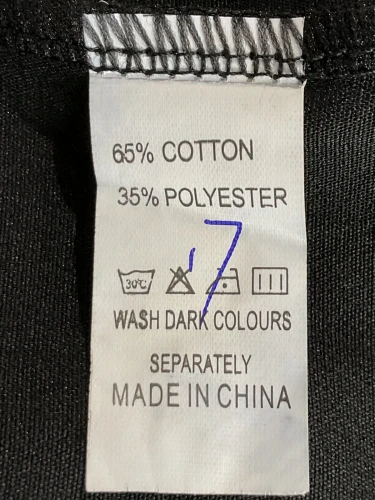 65% COTTON
35% POLYESTER
7
30°C
WASH DARK COLOURS
SEPARATELY
MADE IN CHINA